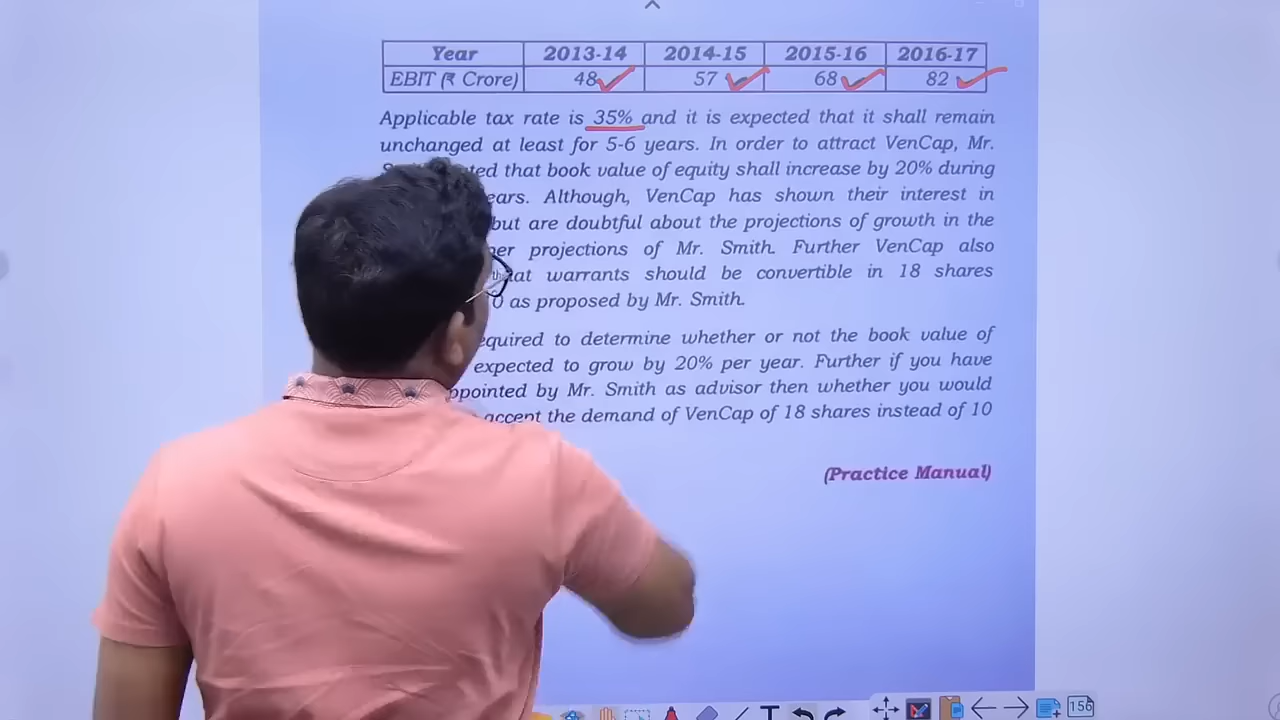 Year 2013-14 2014-15 2015-16 2016-17
EBIT (₹ Crore) 48 57 68 82
Applicable tax rate is 35% and it is expected that it shall remain
unchanged at least for 5-6 years. In order to attract VenCap, Mr.
that book value of equity shall increase by 20% during
Although, VenCap has shown their interest in
but are doubtful about the projections of growth in the
projections of Mr. Smith. Further VenCap also
warrants should be convertible in 18 shares
as proposed by Mr. Smith.
to determine whether or not the book value of
expected to grow by 20% per year. Further if you have
by Mr. Smith as advisor then whether you would
accept the demand of VenCap of 18 shares instead of 10
(Practice Manual)
T 156